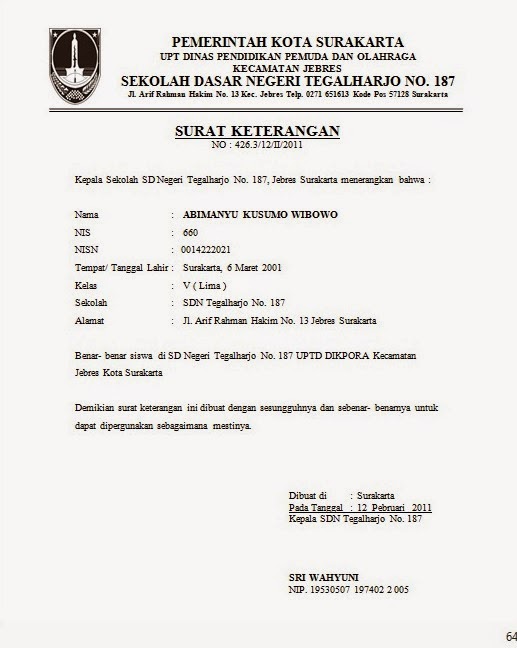 PEMERINTAH KOTA SURAKARTA
UPT DINAS PENDIDIKAN PEMUDA DAN OLAHRAGA
KECAMATAN JEBRES
SEKOLAH DASAR NEGERI TEGALHARJO NO. 187
Jl. Arif Rahman Hakim No. 13 Kec. Jebres Telp. 0271 651613 Kode Pos 57128 Surakarta
SURAT KETERANGAN
NO : 426.3/12/II/2011
Kepala Sekolah SD Negeri Tegalharjo No. 187, Jebres Surakarta menerangkan bahwa :
Nama : ABIMANYU KUSUMO WIBOWO
NIS : 660
NISN : 0014222021
Tempat/ Tanggal Lahir : Surakarta, 6 Maret 2001
Kelas : V ( Lima )
Sekolah : SDN Tegalharjo No. 187
Alamat : Jl. Arif Rahman Hakim No. 13 Jebres Surakarta
Benar- benar siswa di SD Negeri Tegalharjo No. 187 UPTD DIKPORA Kecamatan
Jebres Kota Surakarta
Demikian surat keterangan ini dibuat dengan sesungguhnya dan sebenar- benarnya untuk
dapat dipergunakan sebagaimana mestinya.
Dibuat di : Surakarta
Pada Tanggal : 12 Pebruari 2011
Kepala SDN Tegalharjo No. 187
SRI WAHYUNI
NIP. 19530507 197402 2 005
64